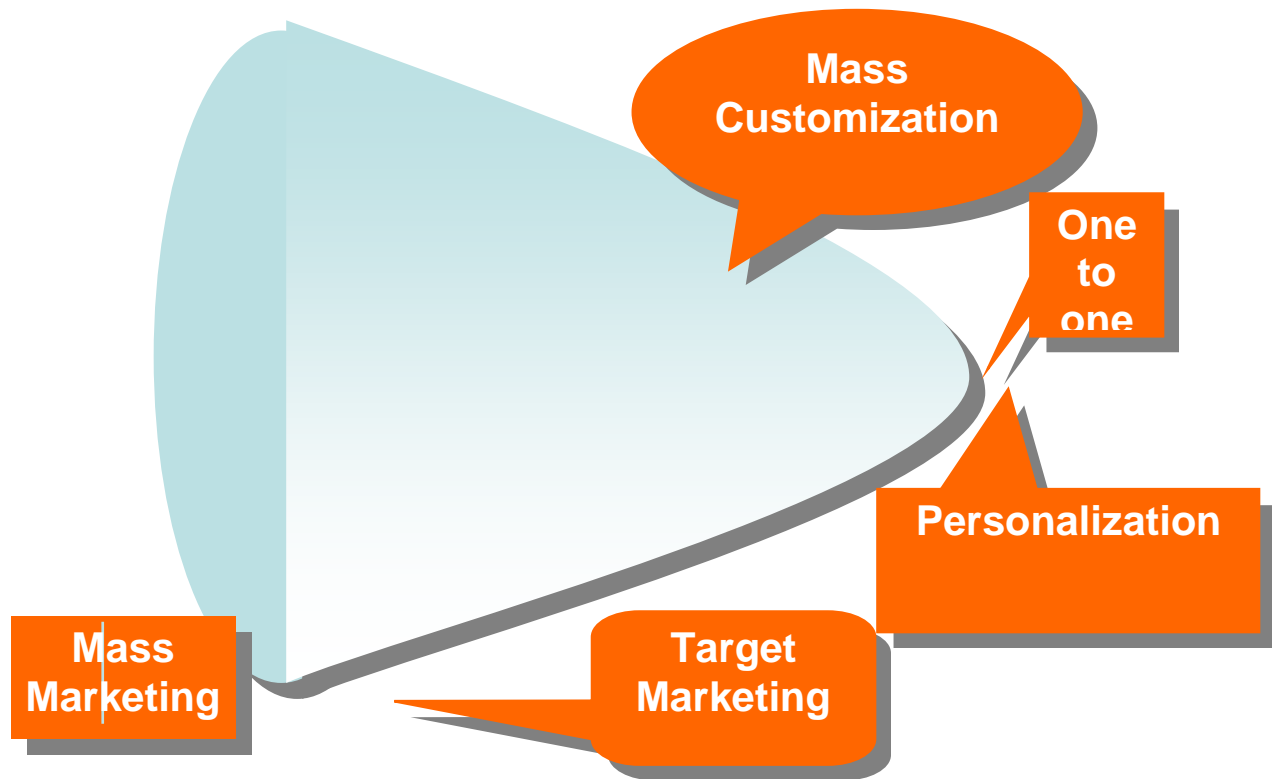 Mass
Customization
One
to
one
Personalization
Target
Marketing
Mass
Marketing